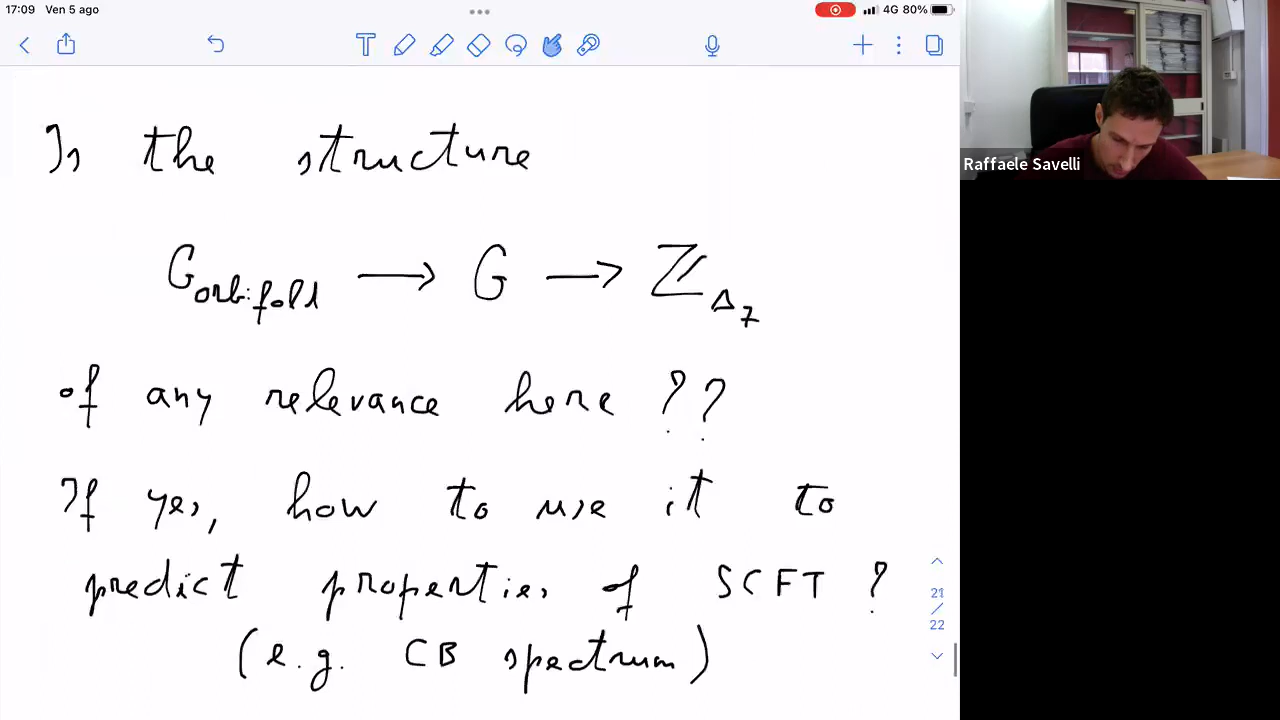 17:09 Ven 5 ago
4G 80%
Is the structure
G_orbifold → G → ℤ_Δ₇
of any relevance here ??
If yes, how to use it to
predict properties of SCFT ?
(e.g. CB spectrum)
21
/
22
Raffaele Savelli